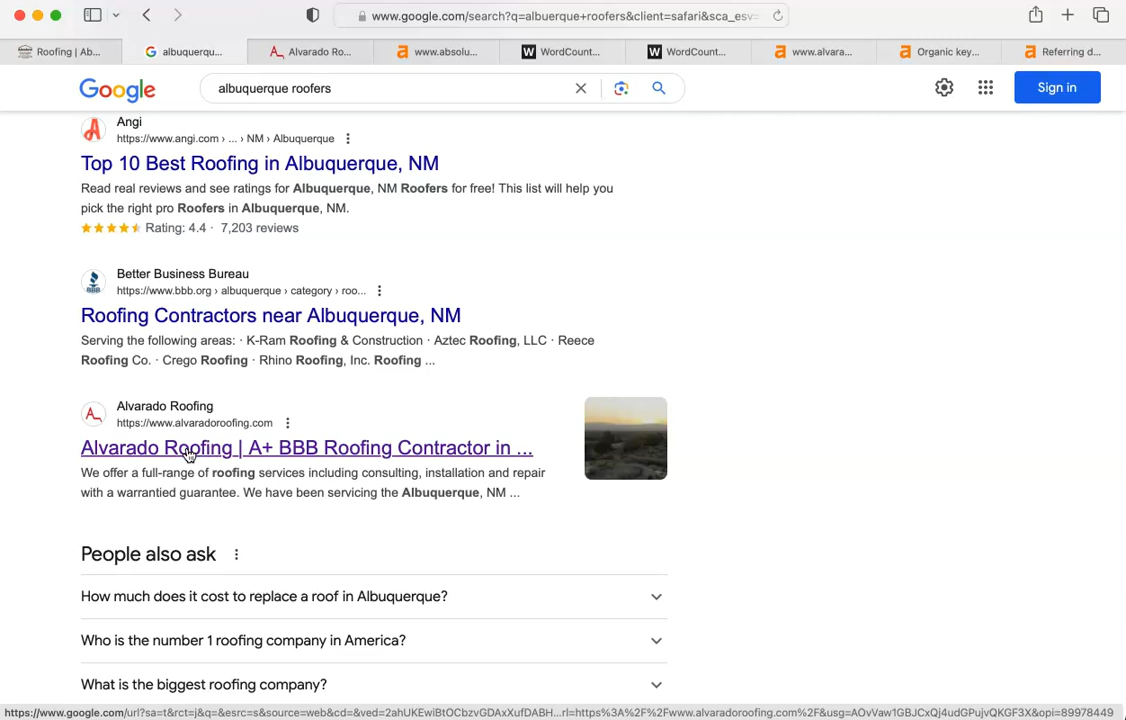 www.google.com/search?q=albuerque+roofers&client=safari&sca_esv=
Roofing | Ab...
albuquerqu...
Alvarado Ro...
www.absolu...
WordCount...
WordCount...
www.alvara...
Organic key...
Referring d...
Google
albuquerque roofers
Sign in
Angi
https://www.angi.com › ... › NM › Albuquerque
Top 10 Best Roofing in Albuquerque, NM
Read real reviews and see ratings for Albuquerque, NM Roofers for free! This list will help you
pick the right pro Roofers in Albuquerque, NM.
Rating: 4.4 · 7,203 reviews
Better Business Bureau
https://www.bbb.org › albuquerque › category › roo...
Roofing Contractors near Albuquerque, NM
Serving the following areas: · K-Ram Roofing & Construction · Aztec Roofing, LLC · Reece
Roofing Co. · Crego Roofing · Rhino Roofing, Inc. Roofing ...
Alvarado Roofing
https://www.alvaradoroofing.com
Alvarado Roofing | A+ BBB Roofing Contractor in ...
We offer a full-range of roofing services including consulting, installation and repair
with a warrantied guarantee. We have been servicing the Albuquerque, NM ...
People also ask
How much does it cost to replace a roof in Albuquerque?
Who is the number 1 roofing company in America?
What is the biggest roofing company?
https://www.google.com/url?sa=t&rct=j&q=&esrc=s&source=web&cd=&ved=2ahUKEwiBtOCbzvGDAxXufDABH...rl=https%3A%2F%2Fwww.alvaradoroofing.com%2F&usg=AOvVaw1GBJCxQj4udGPujvQKGF3X&opi=89978449